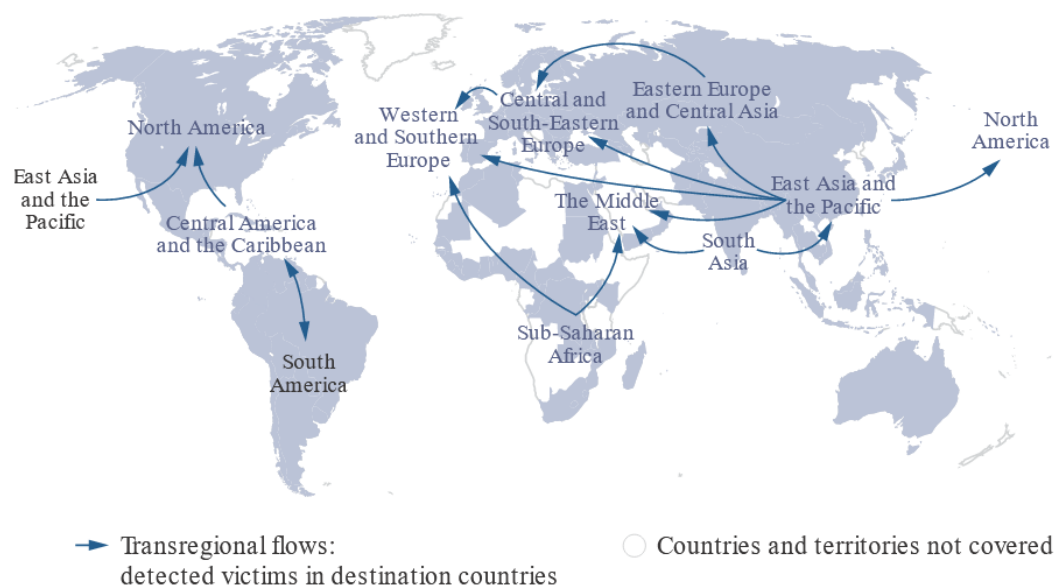 North America
East Asia
and the
Pacific
Central America
and the Caribbean
South
America
Western
and Southern
Europe
Central and
South-Eastern
Europe
Eastern Europe
and Central Asia
The Middle
East
South
Asia
East Asia and
the Pacific
North
America
Sub-Saharan
Africa
Transregional flows:
detected victims in destination countries
Countries and territories not covered